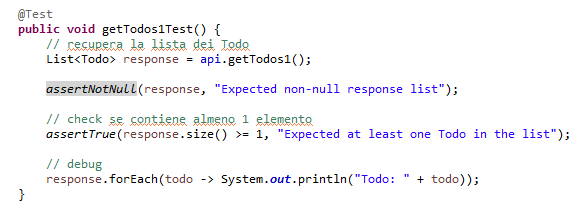 @Test
public void getTodos1Test() {
// recupera la lista dei Todo
List<Todo> response = api.getTodos1();
assertNotNull(response, "Expected non-null response list");
// check se contiene almeno 1 elemento
assertTrue(response.size() >= 1, "Expected at least one Todo in the list");
// debug
response.forEach(todo -> System.out.println("Todo: " + todo));
}